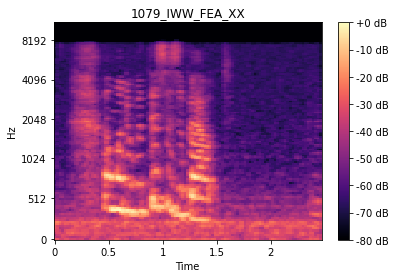 1079_IWW_FEA_XX
+0 dB
8192
-10 dB
4096
-20 dB
-30 dB
2048
Hz
-40 dB
1024
-50 dB
512
-60 dB
-70 dB
0
-80 dB
0 0.5 1 1.5 2
Time